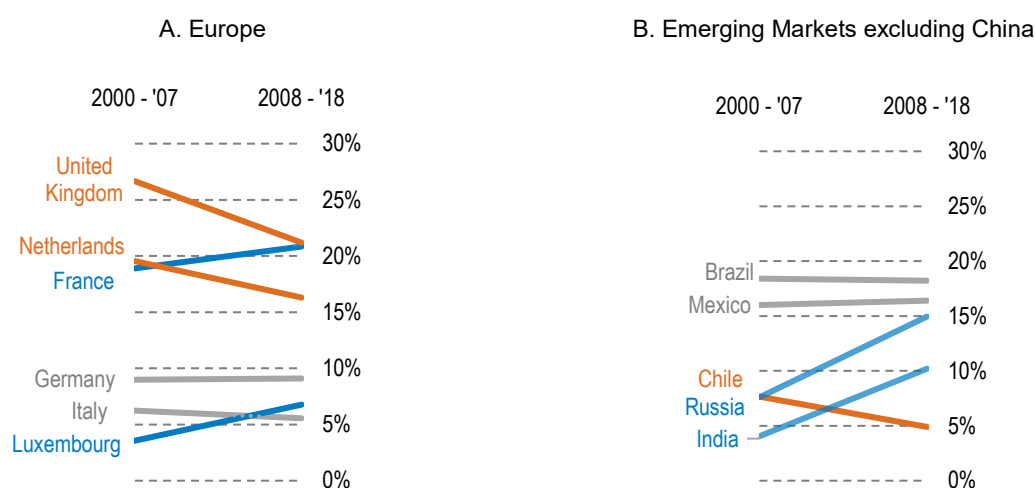 A. Europe
2000 - '07 2008 - '18
30%
United
Kingdom
25%
Netherlands
20%
France
15%
10%
Germany
Italy
5%
Luxembourg
0%
B. Emerging Markets excluding China
2000 - '07 2008 - '18
30%
25%
20%
Brazil
Mexico
15%
Chile
10%
Russia
India
5%
0%